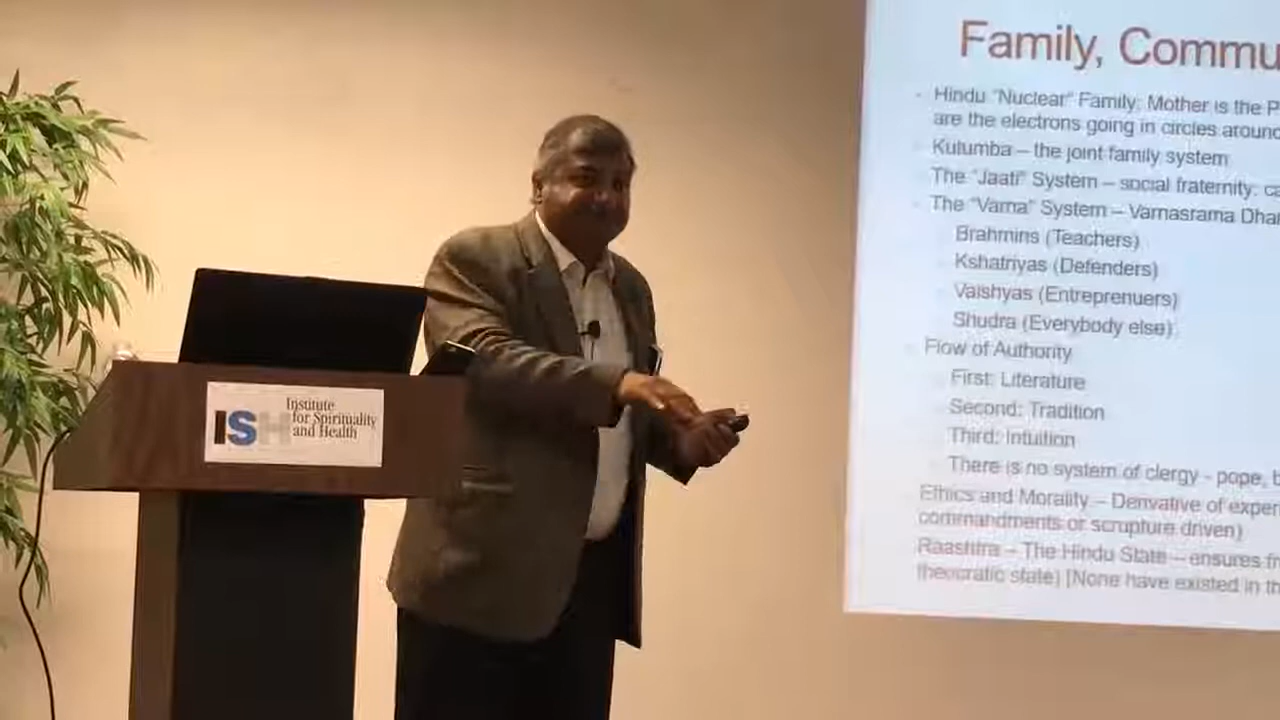 Family, Commu
Hindu "Nuclear" Family: Mother is the P
are the electrons going in circles around
Kutumba – the joint family system
The "Jaati" System – social fraternity: ca
The "Varna" System – Varnasrama Dhar
Brahmins (Teachers)
Kshatriyas (Defenders)
Vaishyas (Entreprenuers)
Shudra (Everybody else)
Flow of Authority
First: Literature
Second: Tradition
Third: Intuition
There is no system of clergy - pope, b
Ethics and Morality – Derivative of exper
commandments or scrupture driven)
Raashtra – The Hindu State – ensures fr
theocratic state) [None have existed in th
ISH
Institute
for Spirituality
and Health